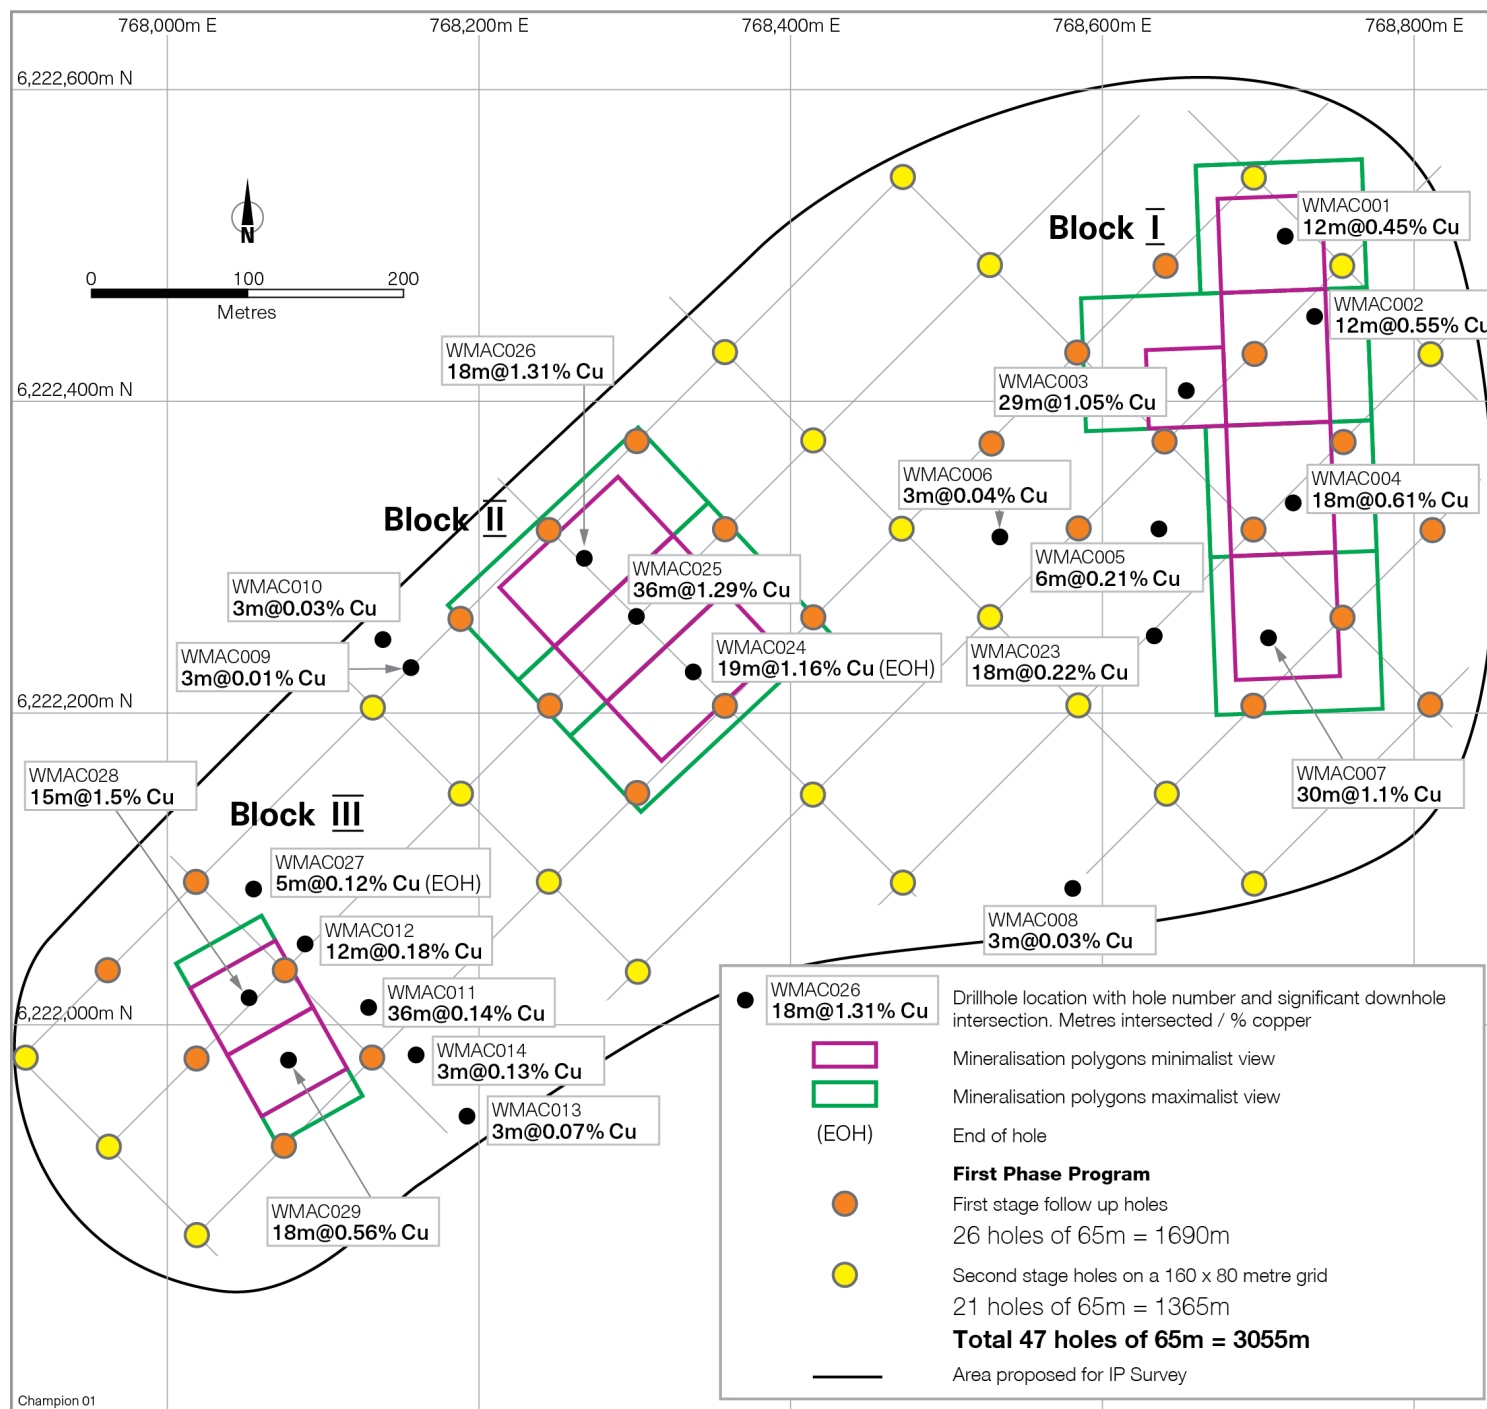 768,000m E
768,200m E
768,400m E
768,600m E
768,800m E
6,222,600m N
WMAC001
12m@0.45% Cu
Block I
N
0 100 200
Metres
WMAC002
12m@0.55% Cu
WMAC026
18m@1.31% Cu
6,222,400m N
WMAC003
29m@1.05% Cu
WMAC006
3m@0.04% Cu
WMAC004
18m@0.61% Cu
Block II
WMAC005
6m@0.21% Cu
WMAC025
36m@1.29% Cu
WMAC010
3m@0.03% Cu
WMAC024
19m@1.16% Cu (EOH)
WMAC023
18m@0.22% Cu
WMAC009
3m@0.01% Cu
6,222,200m N
WMAC007
30m@1.1% Cu
WMAC028
15m@1.5% Cu
Block III
WMAC027
5m@0.12% Cu (EOH)
WMAC008
3m@0.03% Cu
WMAC012
12m@0.18% Cu
WMAC011
36m@0.14% Cu
6,222,000m N
WMAC014
3m@0.13% Cu
WMAC013
3m@0.07% Cu
WMAC029
18m@0.56% Cu
WMAC026
18m@1.31% Cu
Drillhole location with hole number and significant downhole
intersection. Metres intersected / % copper
Mineralisation polygons minimalist view
Mineralisation polygons maximalist view
(EOH) End of hole
First Phase Program
First stage follow up holes
26 holes of 65m = 1690m
Second stage holes on a 160 x 80 metre grid
21 holes of 65m = 1365m
Total 47 holes of 65m = 3055m
Area proposed for IP Survey
Champion 01